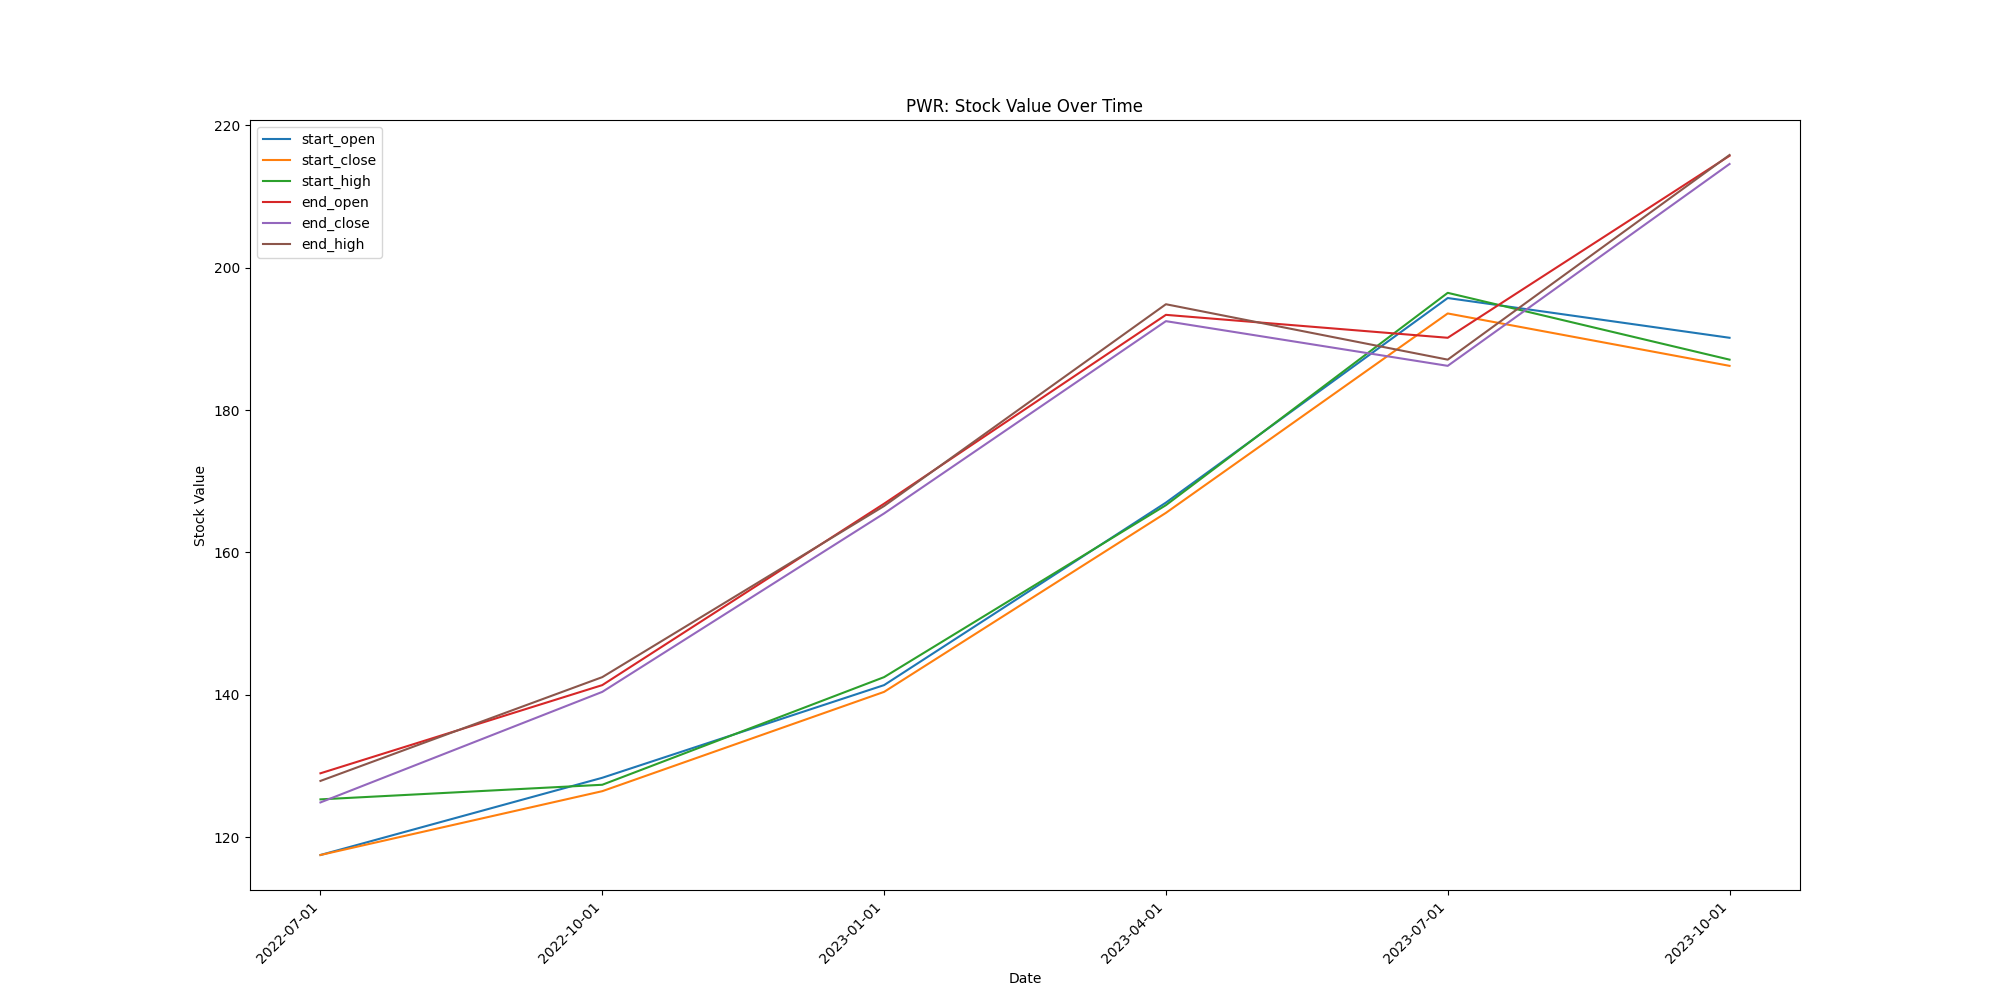 PWR: Stock Value Over Time
start_open
start_close
start_high
end_open
end_close
end_high
220
200
180
160
140
120
Stock Value
2022-07-01
2022-10-01
2023-01-01
2023-04-01
2023-07-01
2023-10-01
Date